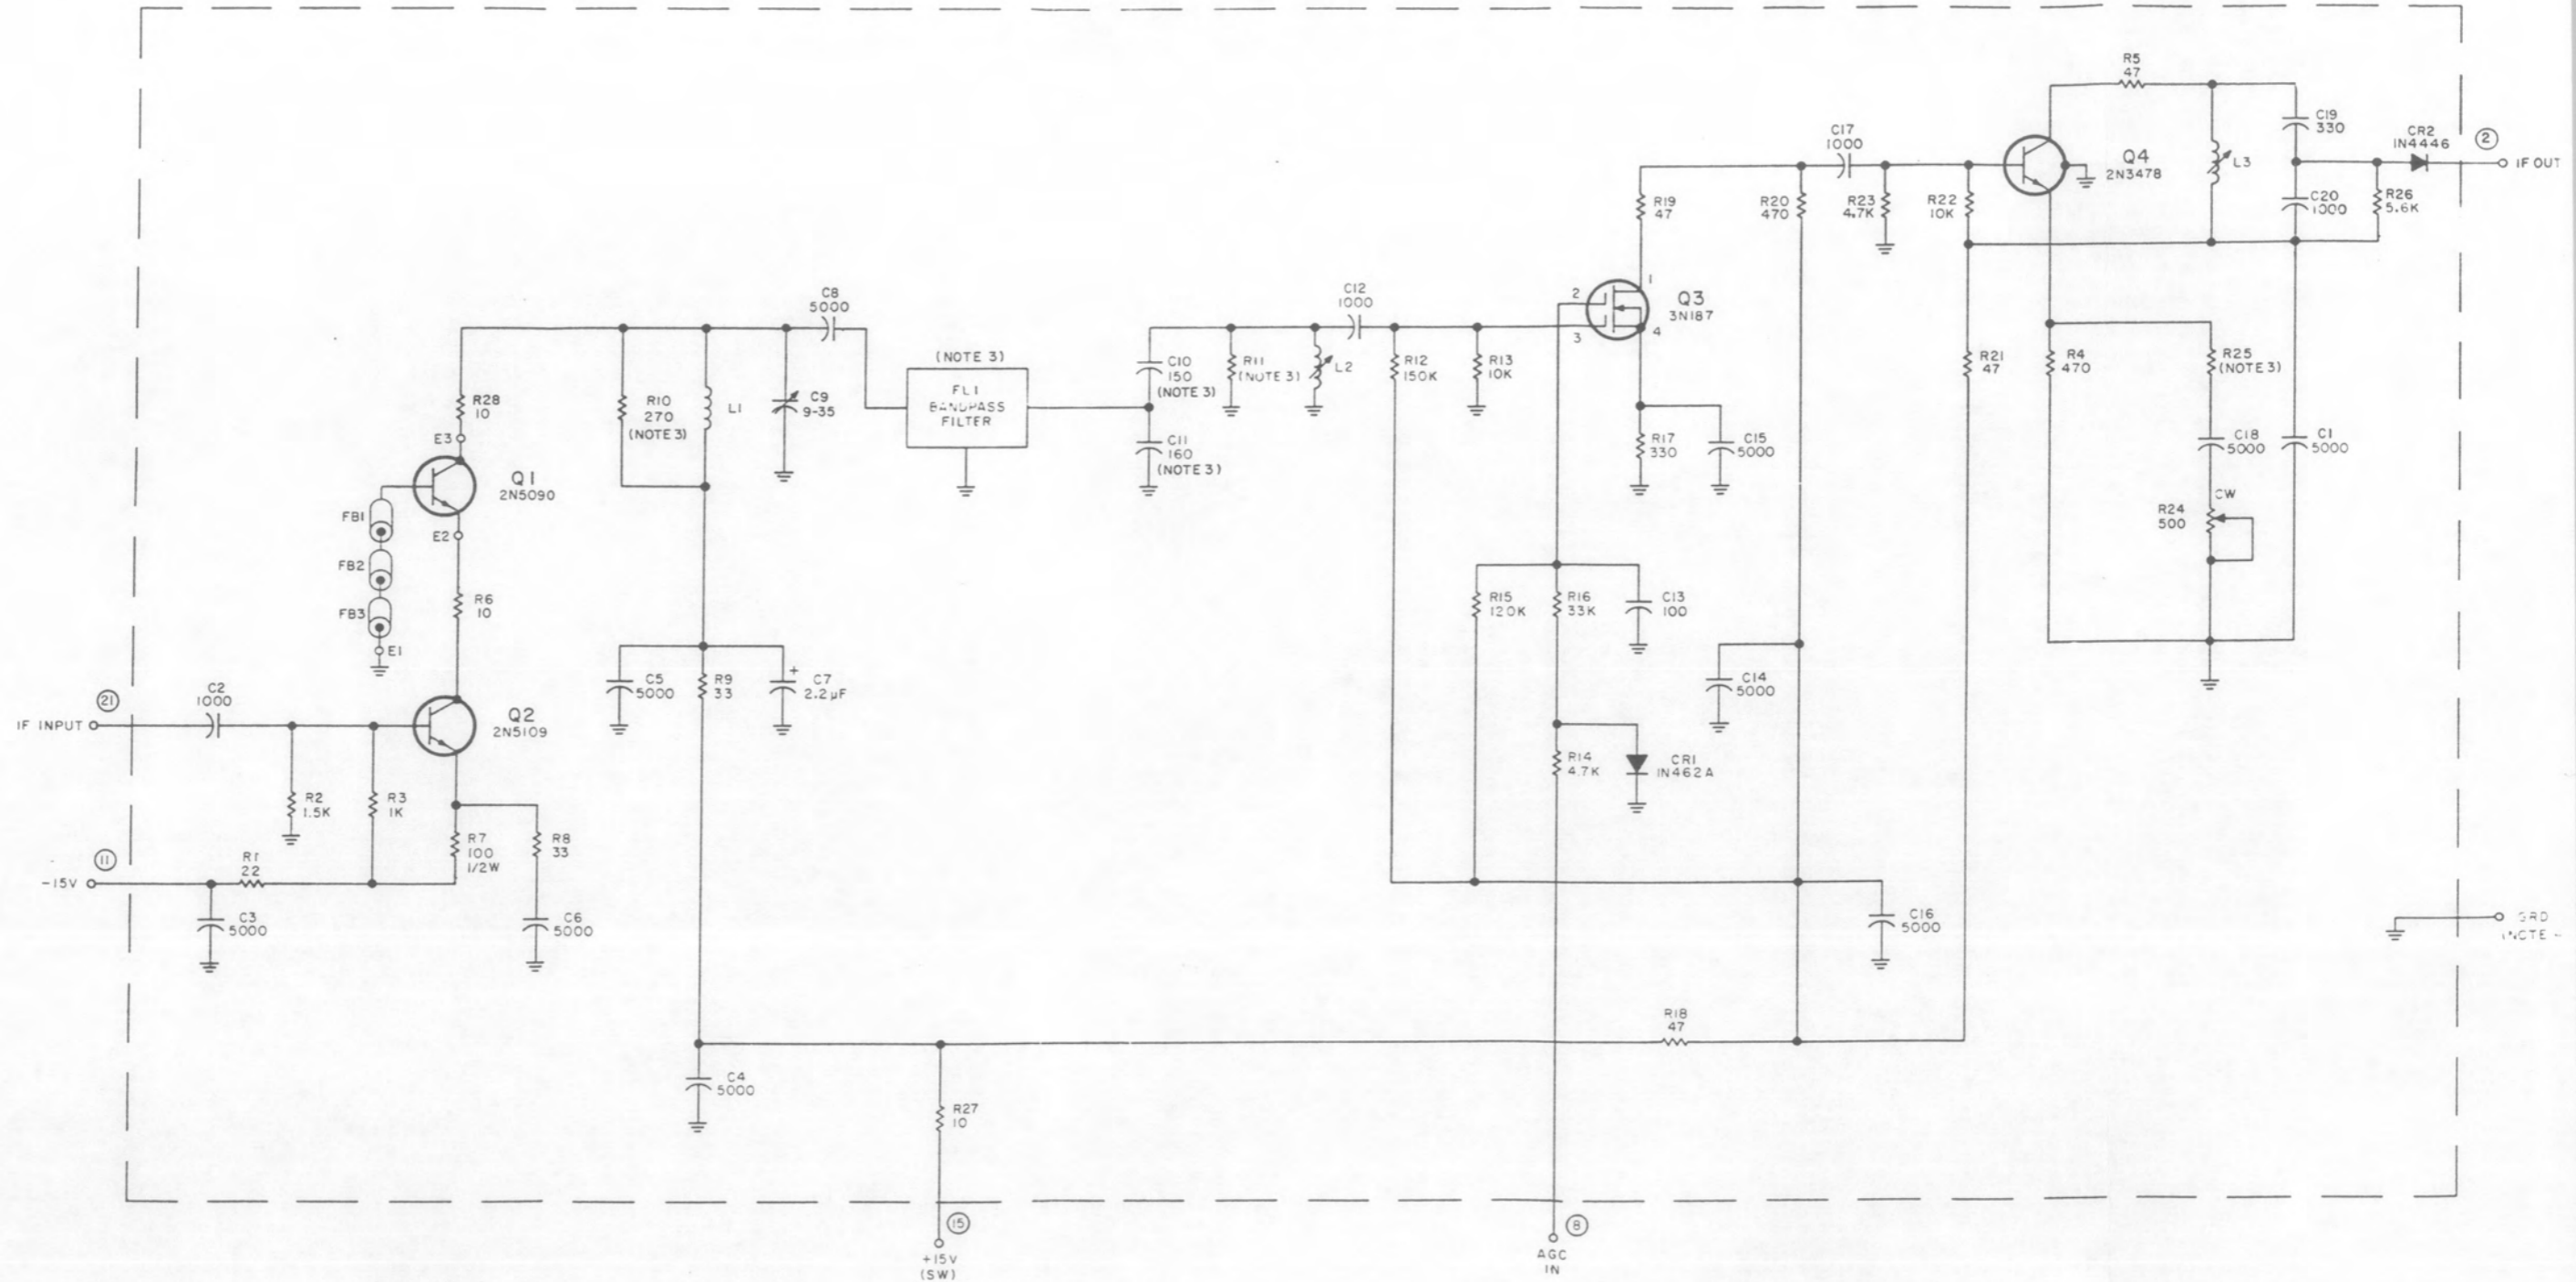 R5
47
C19
330
CR2
1N4446
2
IF OUT
C17
1000
Q4
2N3478
L3
R19
47
R20
470
R23
4.7K
R22
10K
C20
1000
R26
5.6K
C8
5000
C12
1000
1
2
3
4
Q3
3N187
(NOTE 3)
FL1
BANDPASS
FILTER
C10
150
(NOTE 3)
R11
(NOTE 3)
L2
R12
150K
R13
10K
R21
47
R4
470
R25
(NOTE 3)
R28
10
E3
R10
270
(NOTE 3)
L1
C9
9-35
C11
160
(NOTE 3)
R17
330
C15
5000
C18
5000
C1
5000
Q1
2N5090
FB1
E2
CW
R24
500
FB2
FB3
R6
10
E1
R15
120K
R16
33K
C13
100
21
C2
1000
IF INPUT
Q2
2N5109
C5
5000
R9
33
+
C7
2.2µF
C14
5000
R14
4.7K
CR1
1N462A
R2
1.5K
R3
1K
R7
100
1/2W
R8
33
11
-15V
R1
22
C3
5000
C6
5000
C16
5000
GRD
R18
47
C4
5000
R27
10
15
+15V
(SW)
8
AGC
IN